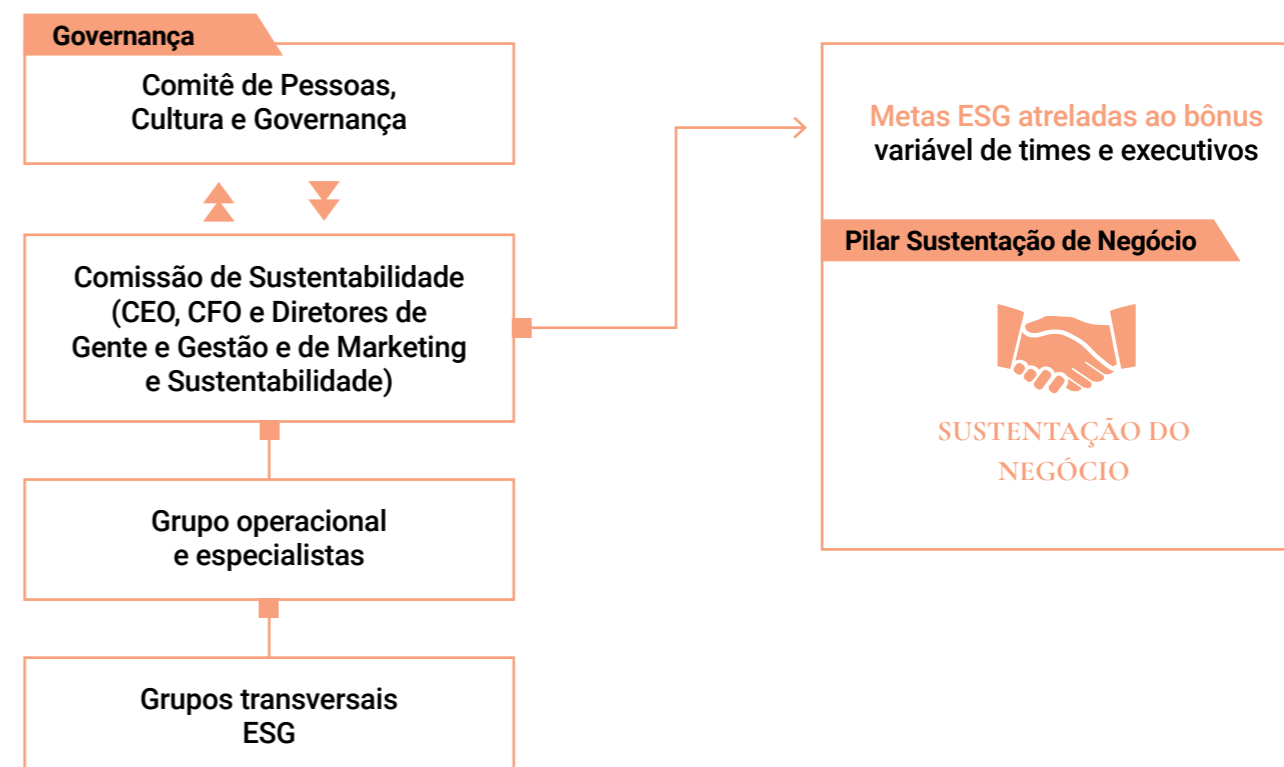 Governança
Comitê de Pessoas,
Cultura e Governança
Comissão de Sustentabilidade
(CEO, CFO e Diretores de
Gente e Gestão e de Marketing
e Sustentabilidade)
Grupo operacional
e especialistas
Grupos transversais
ESG
Metas ESG atreladas ao bônus
variável de times e executivos
Pilar Sustentação de Negócio
SUSTENTAÇÃO DO
NEGÓCIO